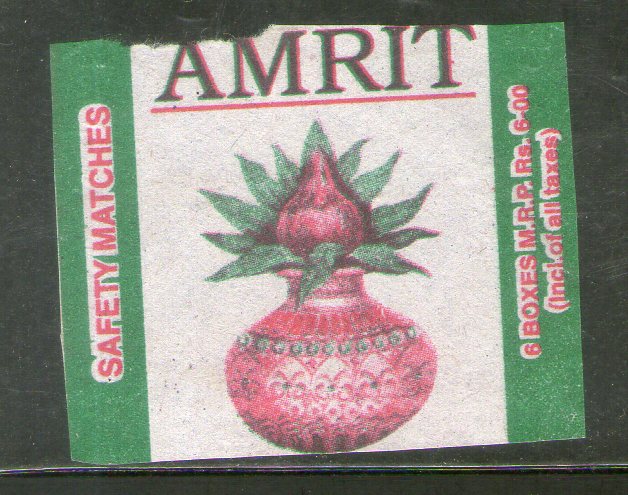 AMRIT
SAFETY MATCHES
6 BOXES M.R.P. Rs. 6-00
(Incl.of all taxes)